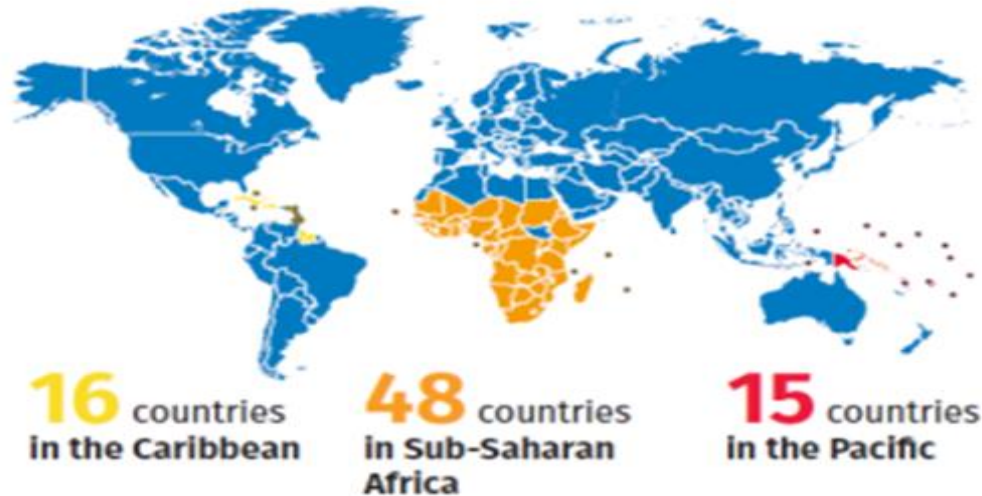 16 countries
in the Caribbean
48 countries
in Sub-Saharan
Africa
15 countries
in the Pacific